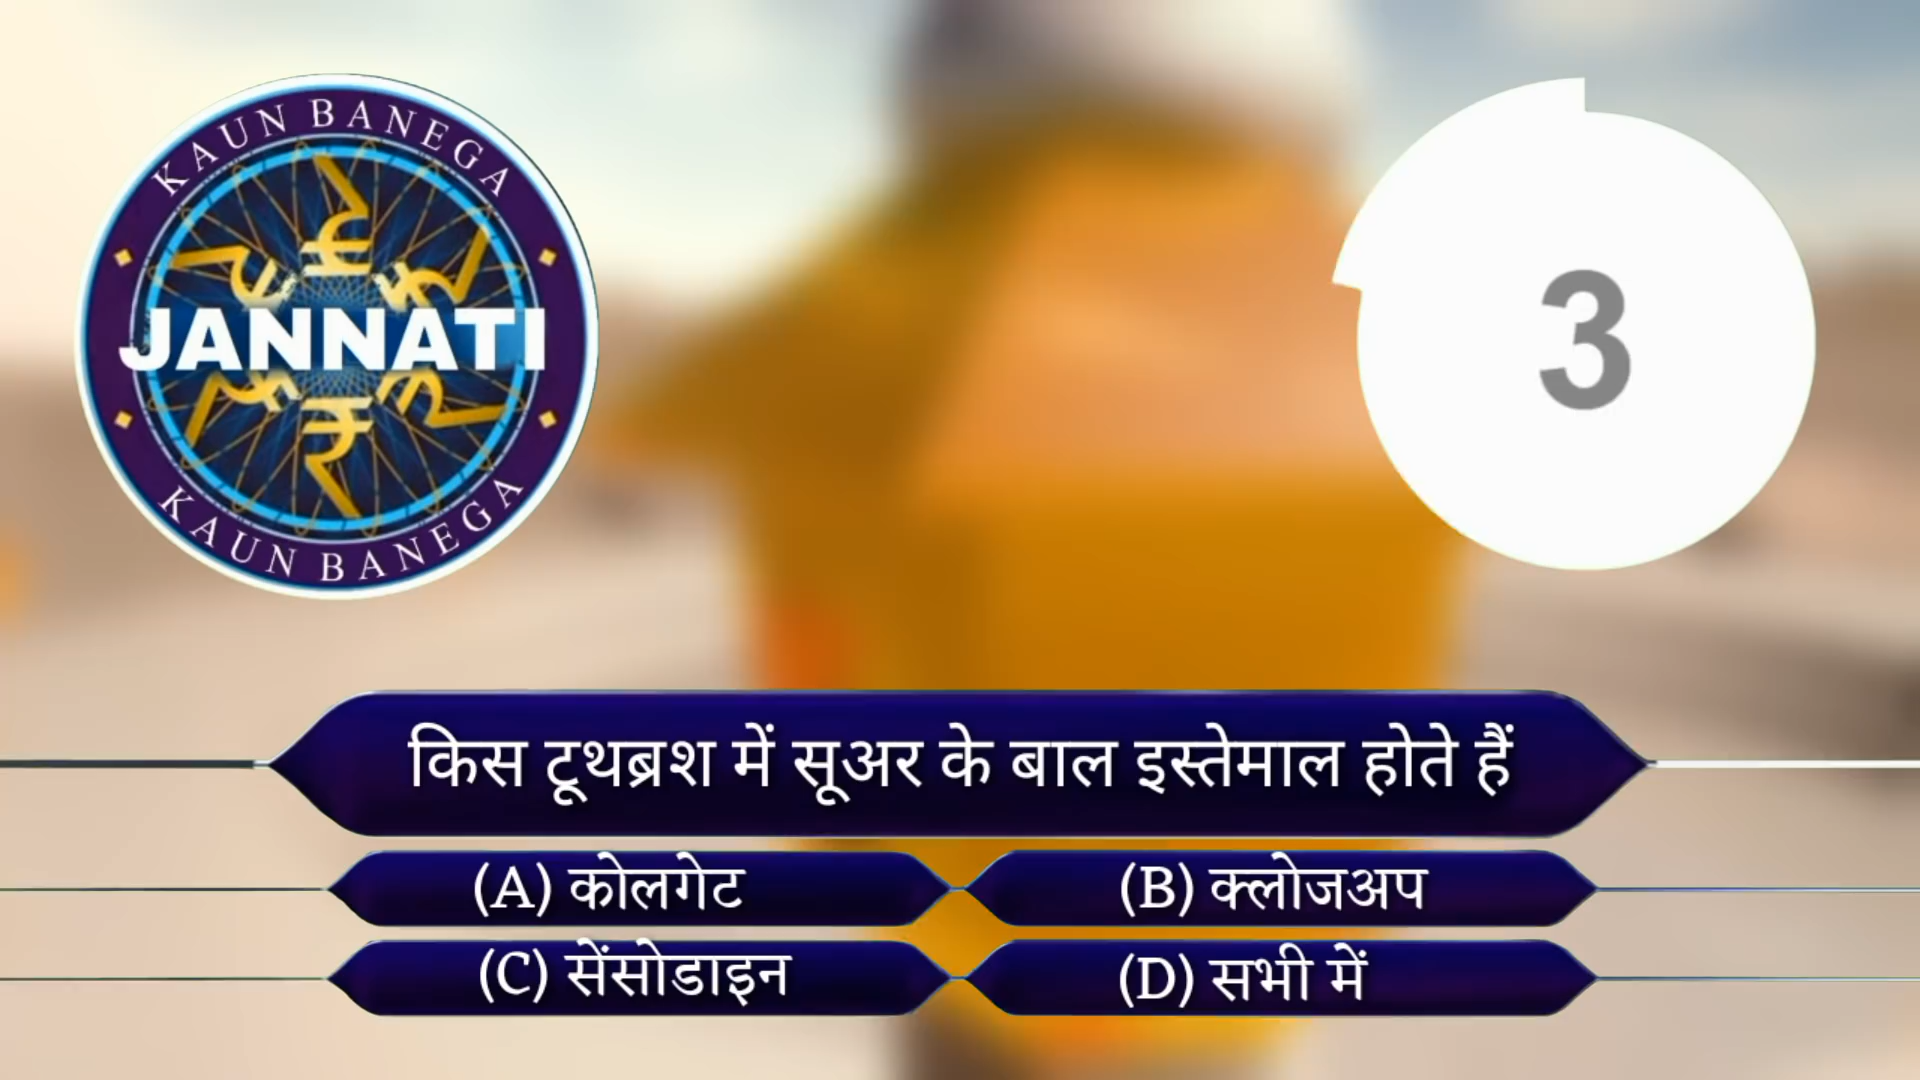 KAUN BANEGA
JANNATI
KAUN BANEGA
3
किस टूथब्रश में सूअर के बाल इस्तेमाल होते हैं
(A) कोलगेट
(B) क्लोजअप
(C) सेंसोडाइन
(D) सभी में